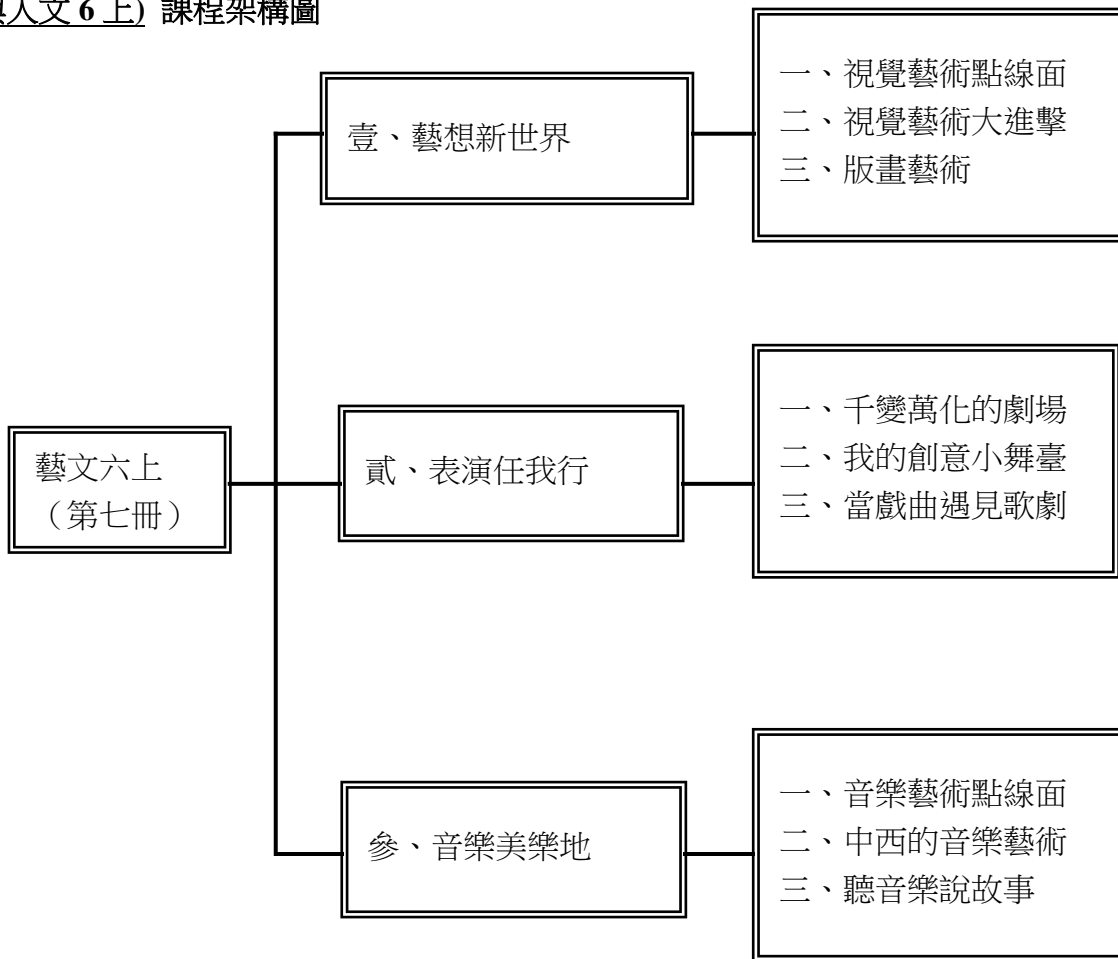 與人文 6 上) 課程架構圖
藝文六上
（第七冊）
壹、藝想新世界
一、視覺藝術點線面
二、視覺藝術大進擊
三、版畫藝術
貳、表演任我行
一、千變萬化的劇場
二、我的創意小舞臺
三、當戲曲遇見歌劇
參、音樂美樂地
一、音樂藝術點線面
二、中西的音樂藝術
三、聽音樂說故事